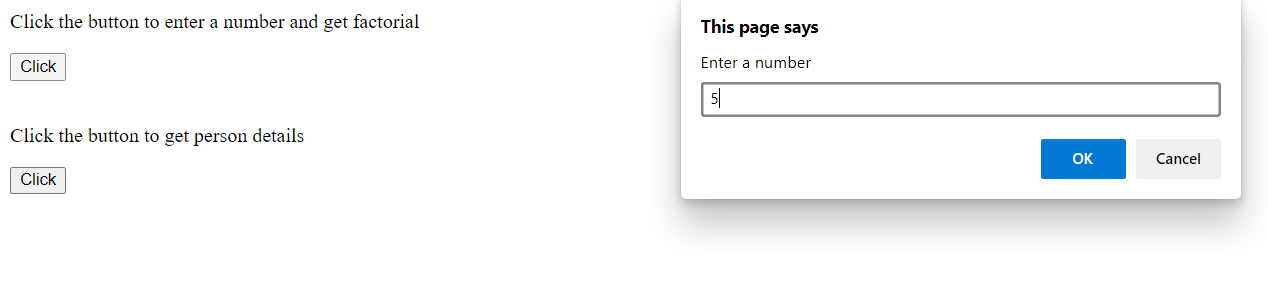 Click the button to enter a number and get factorial
Click
Click the button to get person details
Click
This page says
Enter a number
5
OK
Cancel